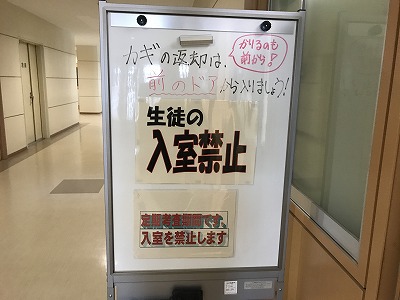 カギの返却は、
前のドアから入りましょう!
かりるのも
前から!
生徒の
入室禁止
定期考査期間です。
入室を禁止します